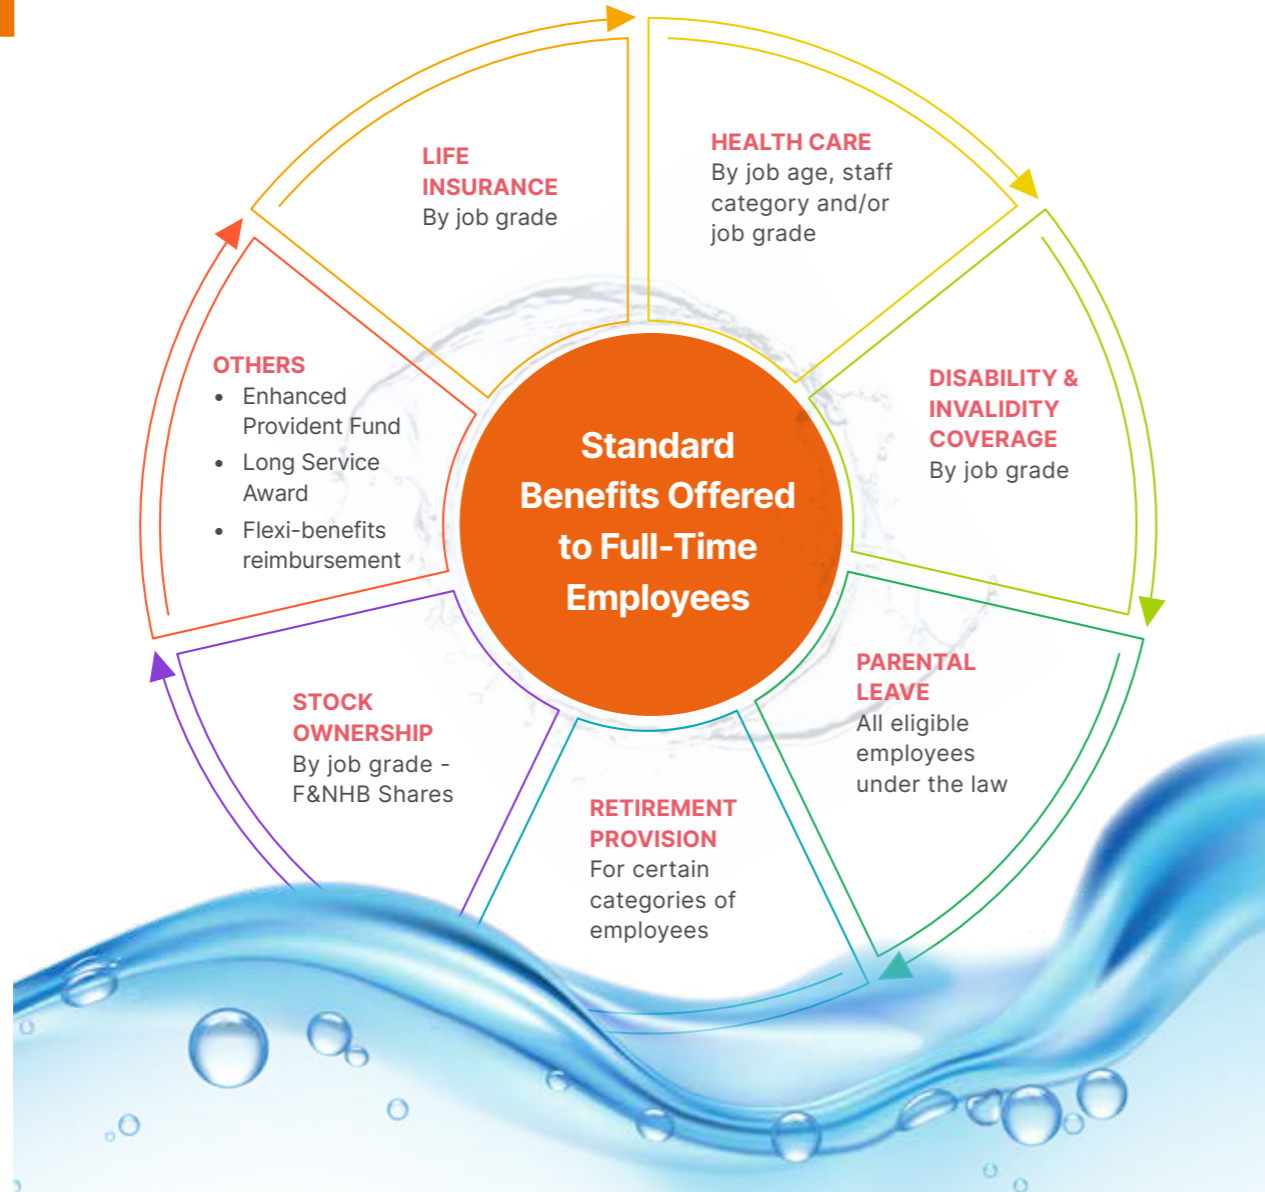 LIFE
INSURANCE
By job grade
HEALTH CARE
By job age, staff
category and/or
job grade
DISABILITY &
INVALIDITY
COVERAGE
By job grade
PARENTAL
LEAVE
All eligible
employees
under the law
RETIREMENT
PROVISION
For certain
categories of
employees
STOCK
OWNERSHIP
By job grade -
F&NHB Shares
OTHERS
• Enhanced
Provident Fund
• Long Service
Award
• Flexi-benefits
reimbursement
Standard
Benefits Offered
to Full-Time
Employees